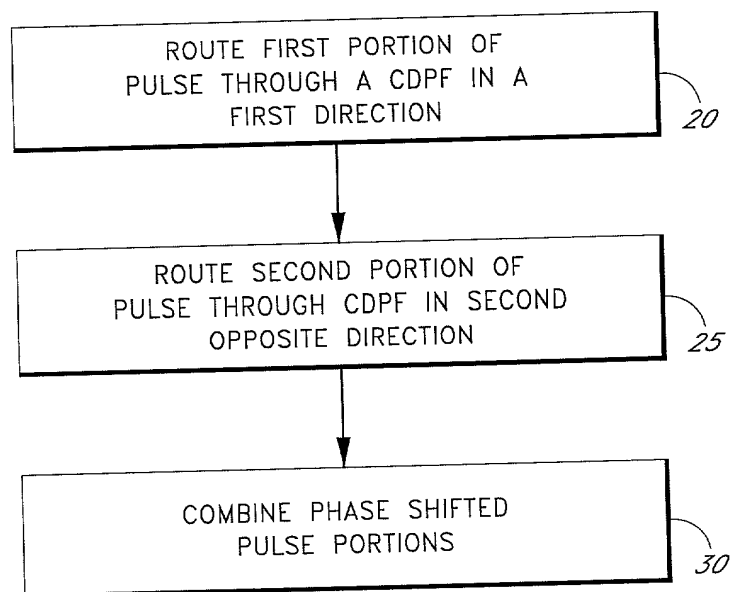 ROUTE FIRST PORTION OF
PULSE THROUGH A CDPF IN A
FIRST DIRECTION
20
ROUTE SECOND PORTION OF
PULSE THROUGH CDPF IN SECOND
OPPOSITE DIRECTION
25
COMBINE PHASE SHIFTED
PULSE PORTIONS
30